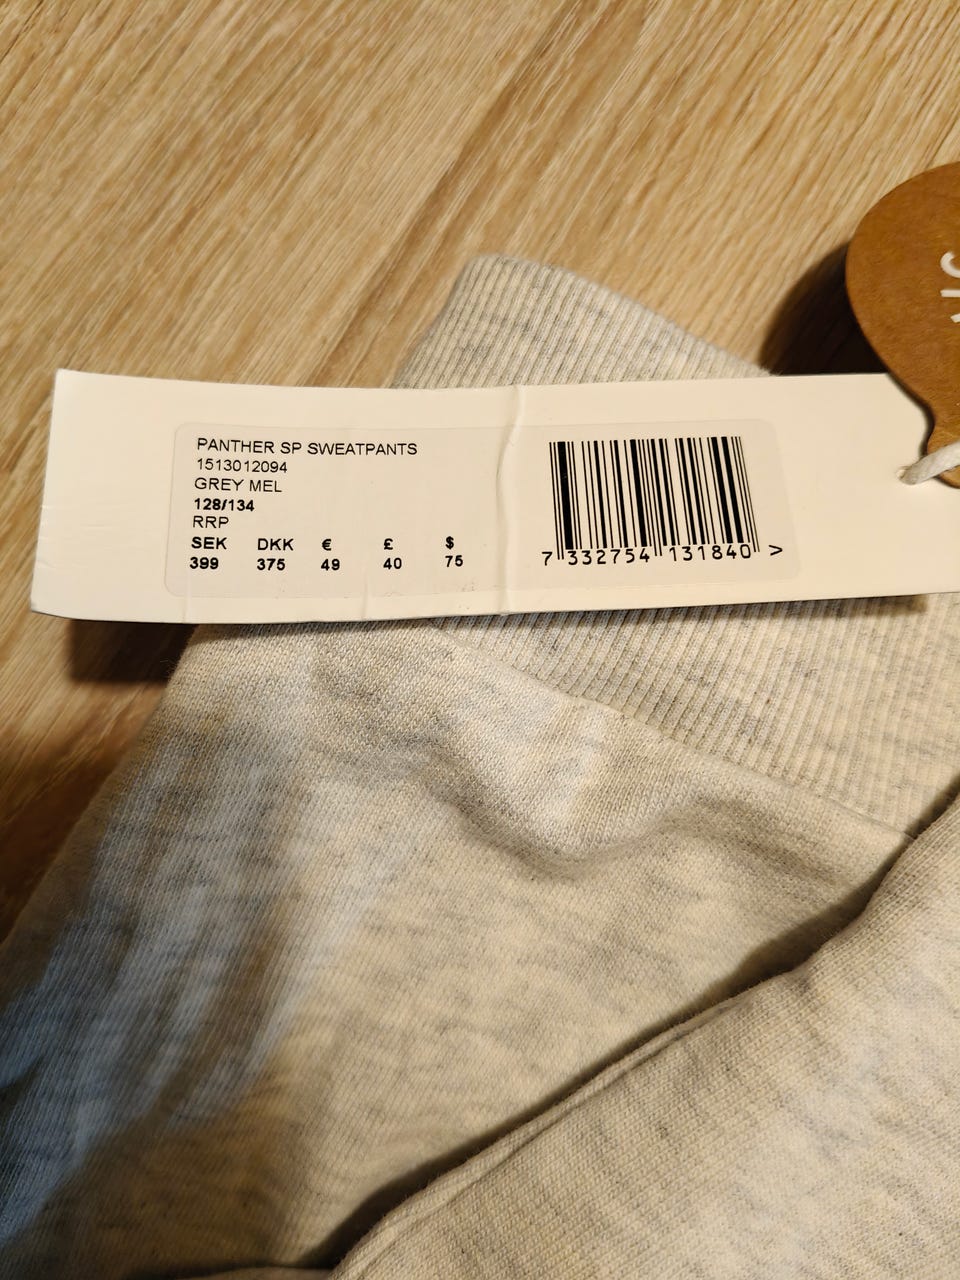 PANTHER SP SWEATPANTS
1513012094
GREY MEL
128/134
RRP
SEK DKK € £ $
399 375 49 40 75
7 332754 131840 >